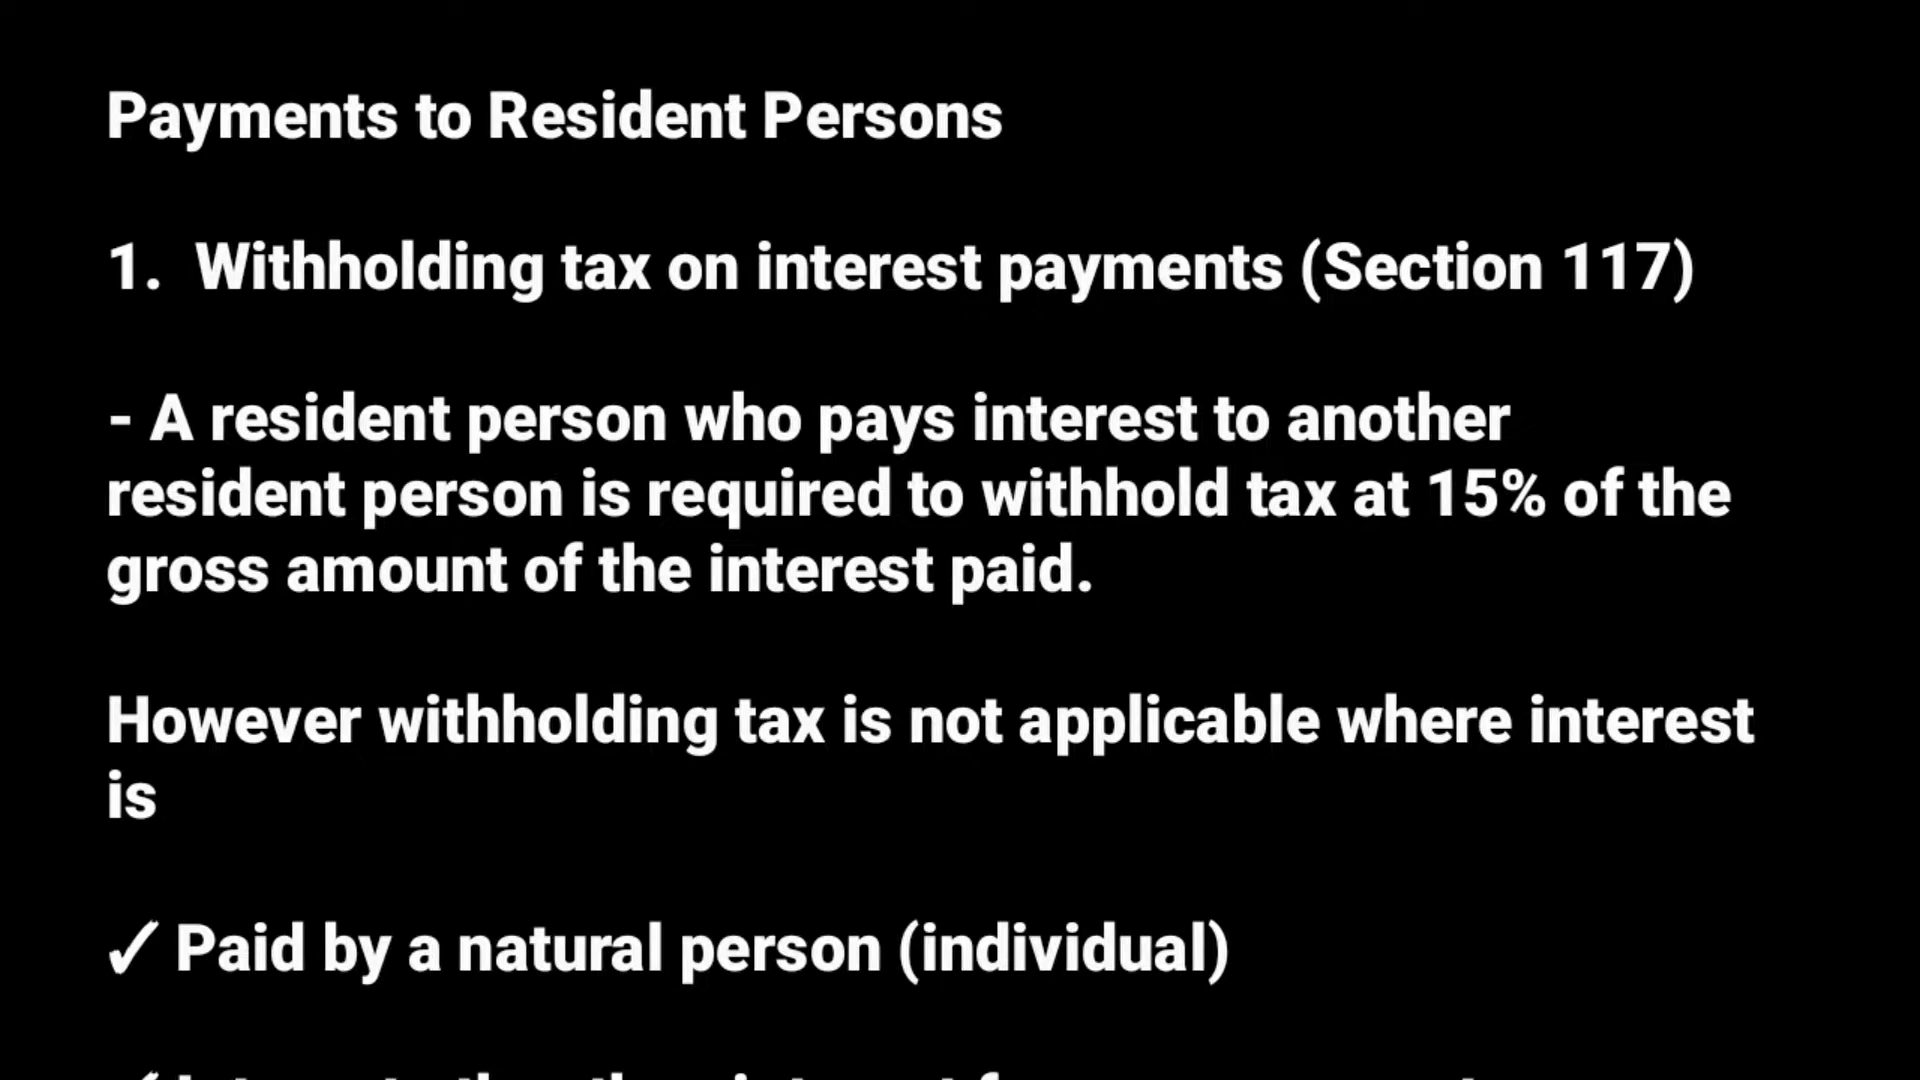 Payments to Resident Persons
1. Withholding tax on interest payments (Section 117)
- A resident person who pays interest to another
resident person is required to withhold tax at 15% of the
gross amount of the interest paid.
However withholding tax is not applicable where interest
is
✓ Paid by a natural person (individual)